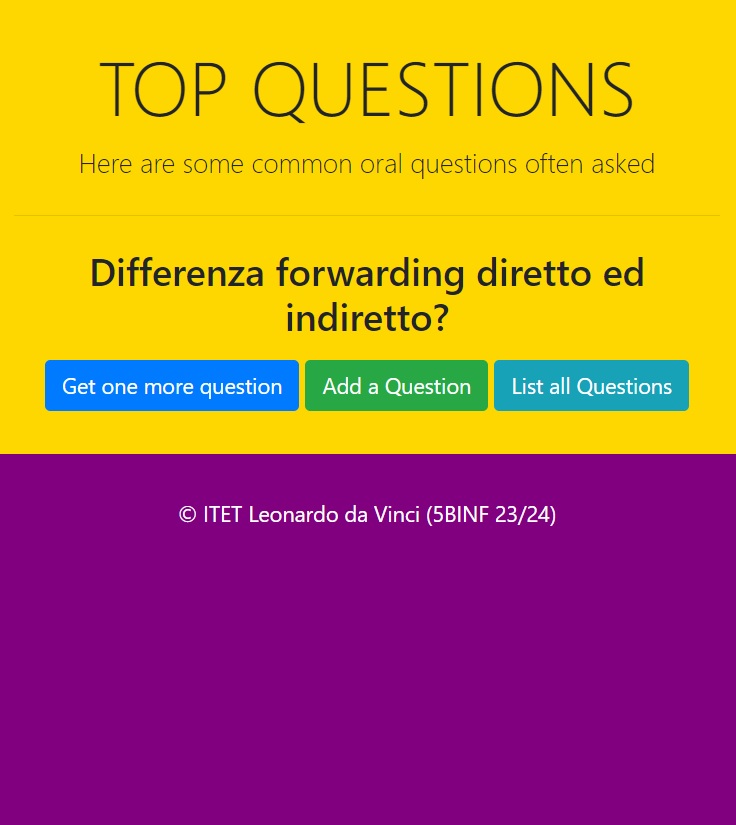 TOP QUESTIONS
Here are some common oral questions often asked
Differenza forwarding diretto ed
indiretto?
Get one more question
Add a Question
List all Questions
© ITET Leonardo da Vinci (5BINF 23/24)